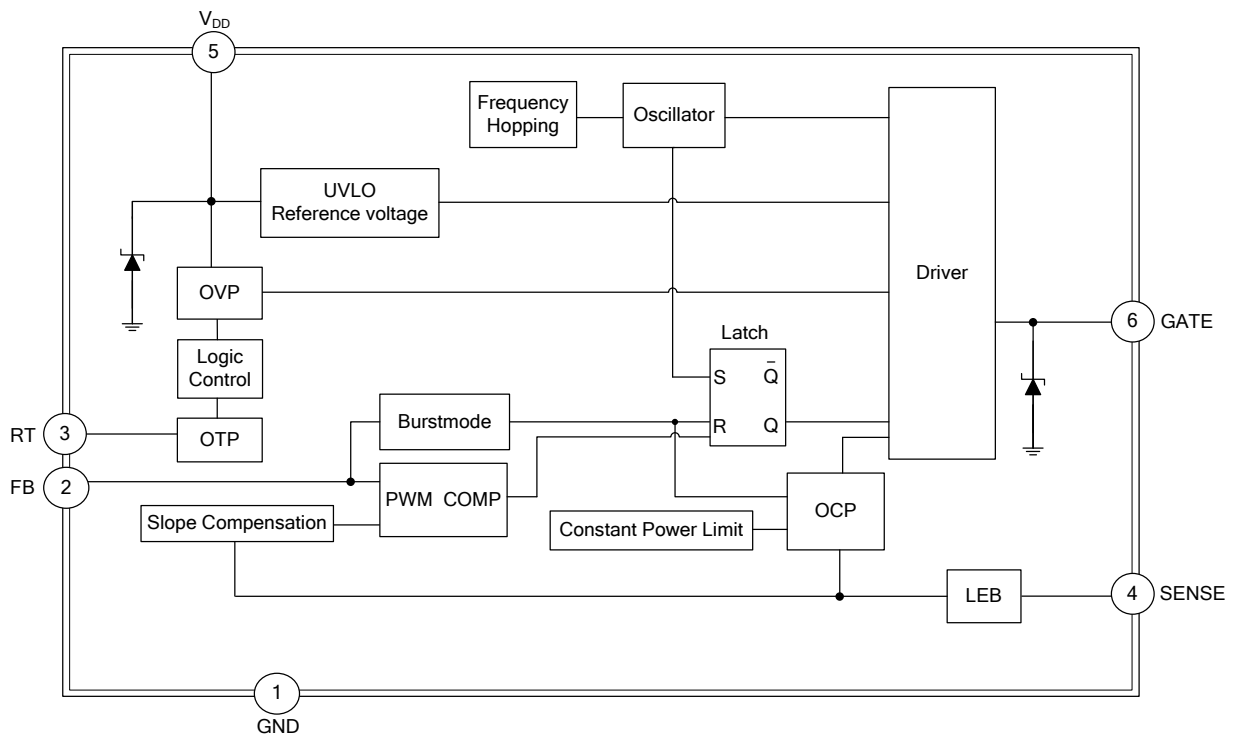 V_DD
5
Frequency
Hopping
Oscillator
UVLO
Reference voltage
Driver
OVP
6
GATE
Latch
Logic
Control
S
Q̄
Burstmode
R
Q
RT
3
OTP
FB
2
PWM COMP
OCP
Slope Compensation
Constant Power Limit
LEB
4
SENSE
1
GND